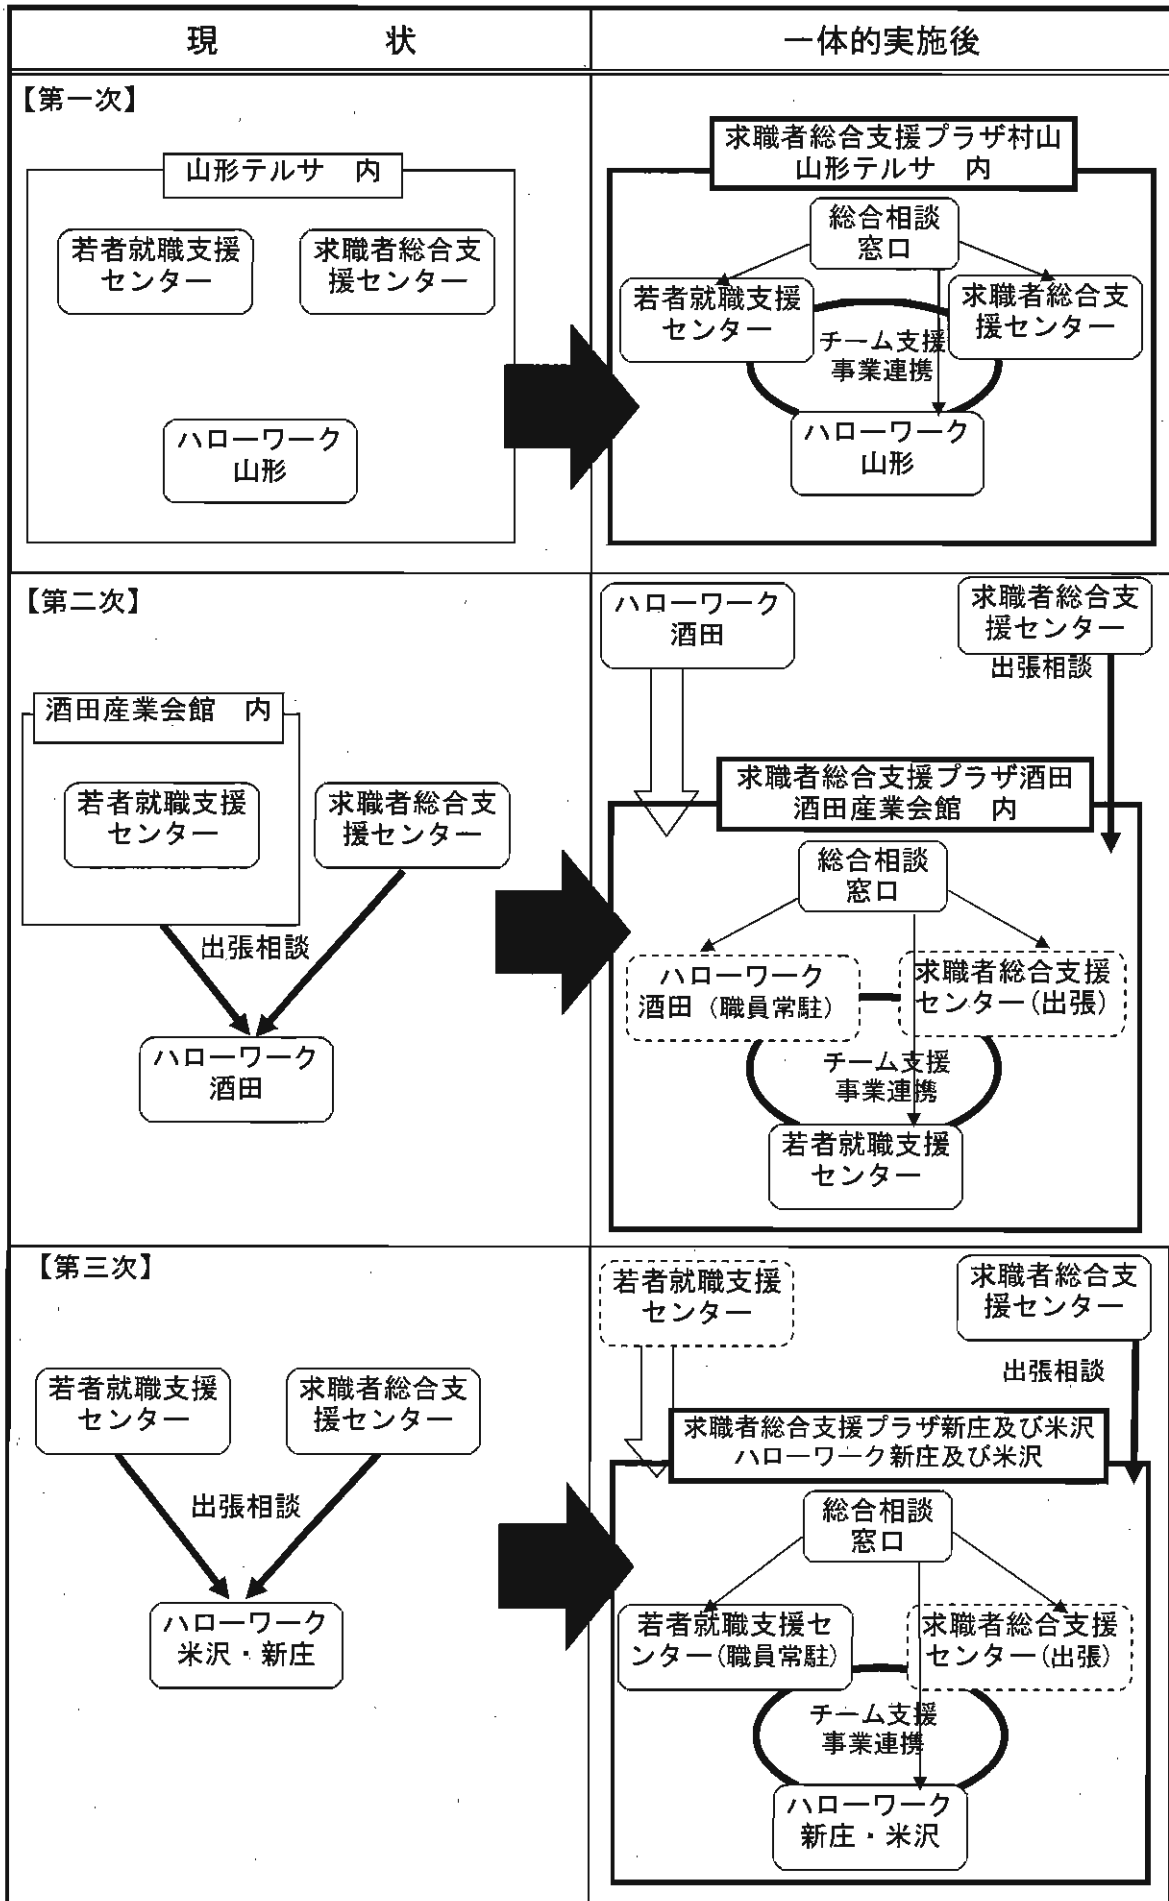 現　状
一体的実施後
【第一次】
山形テルサ　内
若者就職支援
センター
求職者総合支
援センター
ハローワーク
山形
求職者総合支援プラザ村山
山形テルサ　内
総合相談
窓口
若者就職支援
センター
求職者総合支
援センター
チーム支援
事業連携
ハローワーク
山形
【第二次】
酒田産業会館　内
若者就職支援
センター
求職者総合支
援センター
出張相談
ハローワーク
酒田
ハローワーク
酒田
求職者総合支
援センター
出張相談
求職者総合支援プラザ酒田
酒田産業会館　内
総合相談
窓口
ハローワーク
酒田（職員常駐）
求職者総合支援
センター（出張）
チーム支援
事業連携
若者就職支援
センター
【第三次】
若者就職支援
センター
求職者総合支
援センター
出張相談
ハローワーク
米沢・新庄
若者就職支援
センター
求職者総合支
援センター
出張相談
求職者総合支援プラザ新庄及び米沢
ハローワーク新庄及び米沢
総合相談
窓口
若者就職支援セ
ンター（職員常駐）
求職者総合支援
センター（出張）
チーム支援
事業連携
ハローワーク
新庄・米沢